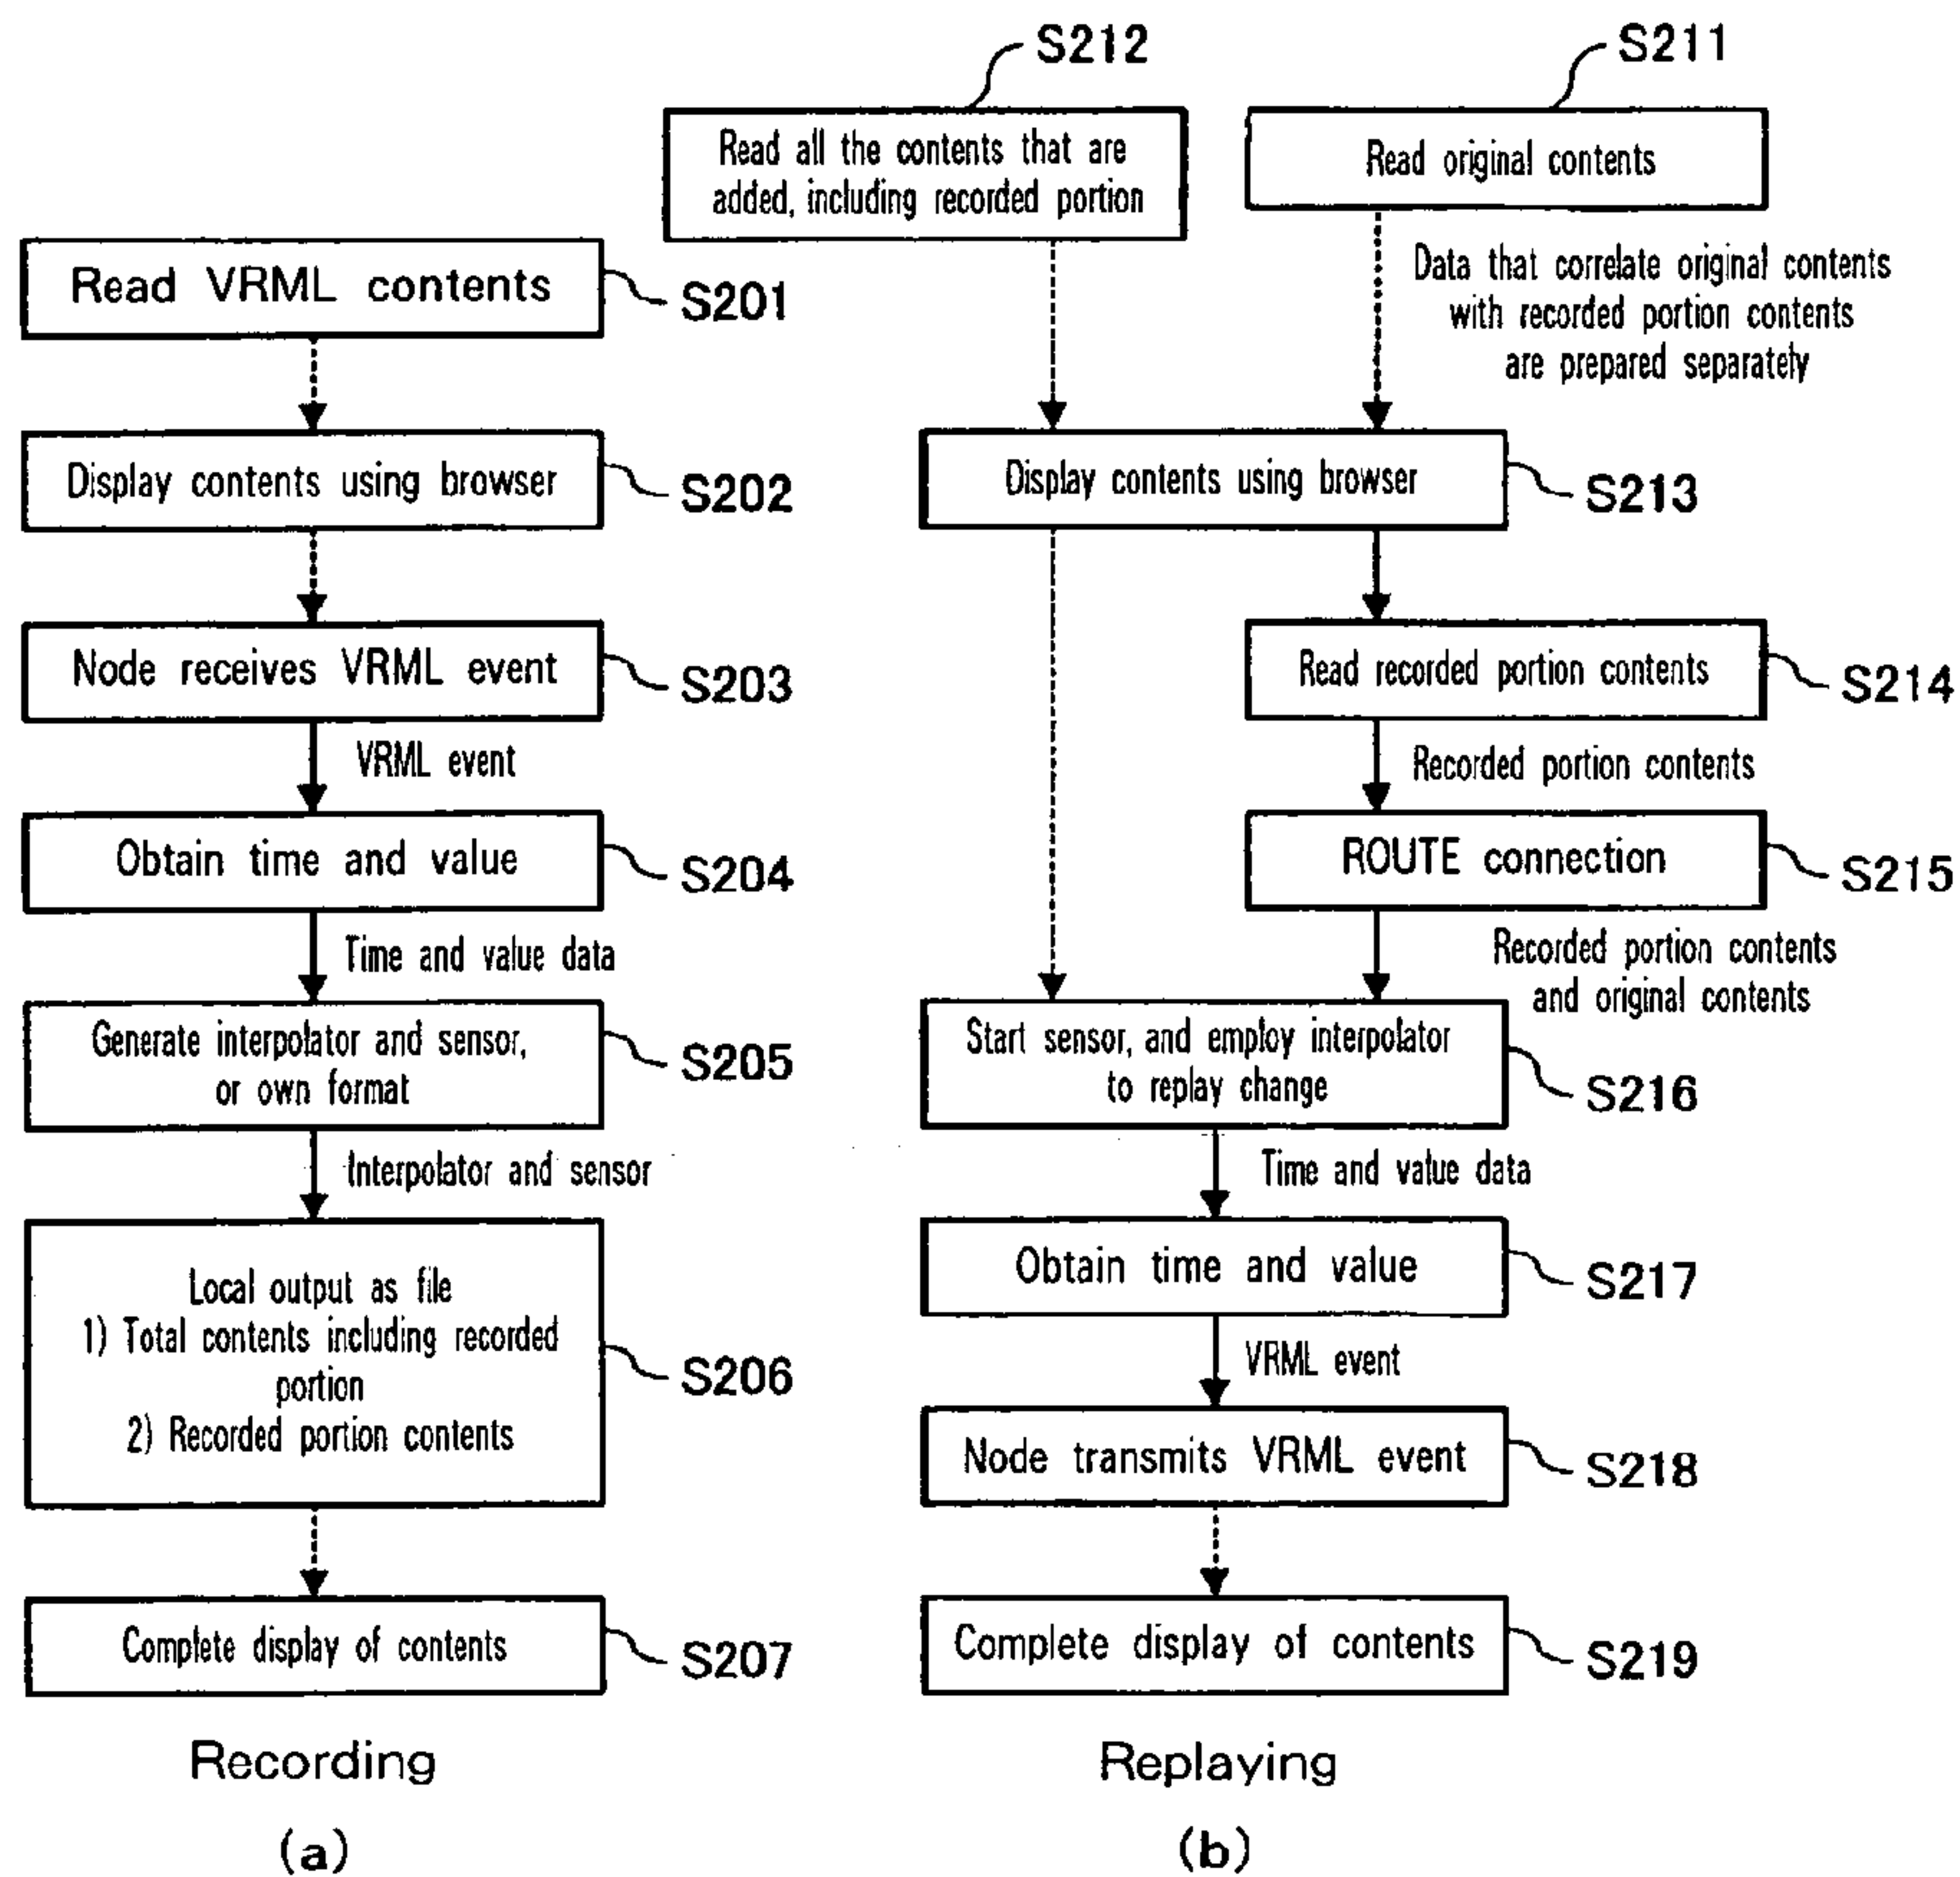 Read VRML contents
S201
Display contents using browser
S202
Node receives VRML event
S203
VRML event
Obtain time and value
S204
Time and value data
Generate interpolator and sensor,
or own format
S205
Interpolator and sensor
Local output as file
1) Total contents including recorded
portion
2) Recorded portion contents
S206
Complete display of contents
S207
Recording
(a)
S212
Read all the contents that are
added, including recorded portion
S211
Read original contents
Data that correlate original contents
with recorded portion contents
are prepared separately
Display contents using browser
S213
Read recorded portion contents
S214
Recorded portion contents
ROUTE connection
S215
Recorded portion contents
and original contents
Start sensor, and employ interpolator
to replay change
S216
Time and value data
Obtain time and value
S217
VRML event
Node transmits VRML event
S218
Complete display of contents
S219
Replaying
(b)